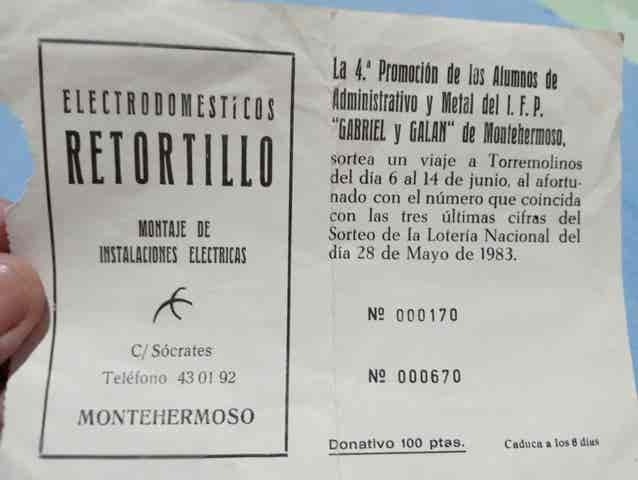 ELECTRODOMESTíCOS
RETORTILLO
MONTAJE DE
INSTALACIONES ELECTRICAS
C/ Sócrates
Teléfono 43 01 92
MONTEHERMOSO
La 4.ª Promoción de los Alumnos de
Administrativo y Metal del I. F. P.
"GABRIEL y GALAN" de Montehermoso,
sortea un viaje a Torremolinos
del día 6 al 14 de junio, al afortu-
nado con el número que coincida
con las tres últimas cifras del
Sorteo de la Lotería Nacional del
día 28 de Mayo de 1983.
Nº 000170
Nº 000670
Donativo 100 ptas.
Caduca a los 6 días